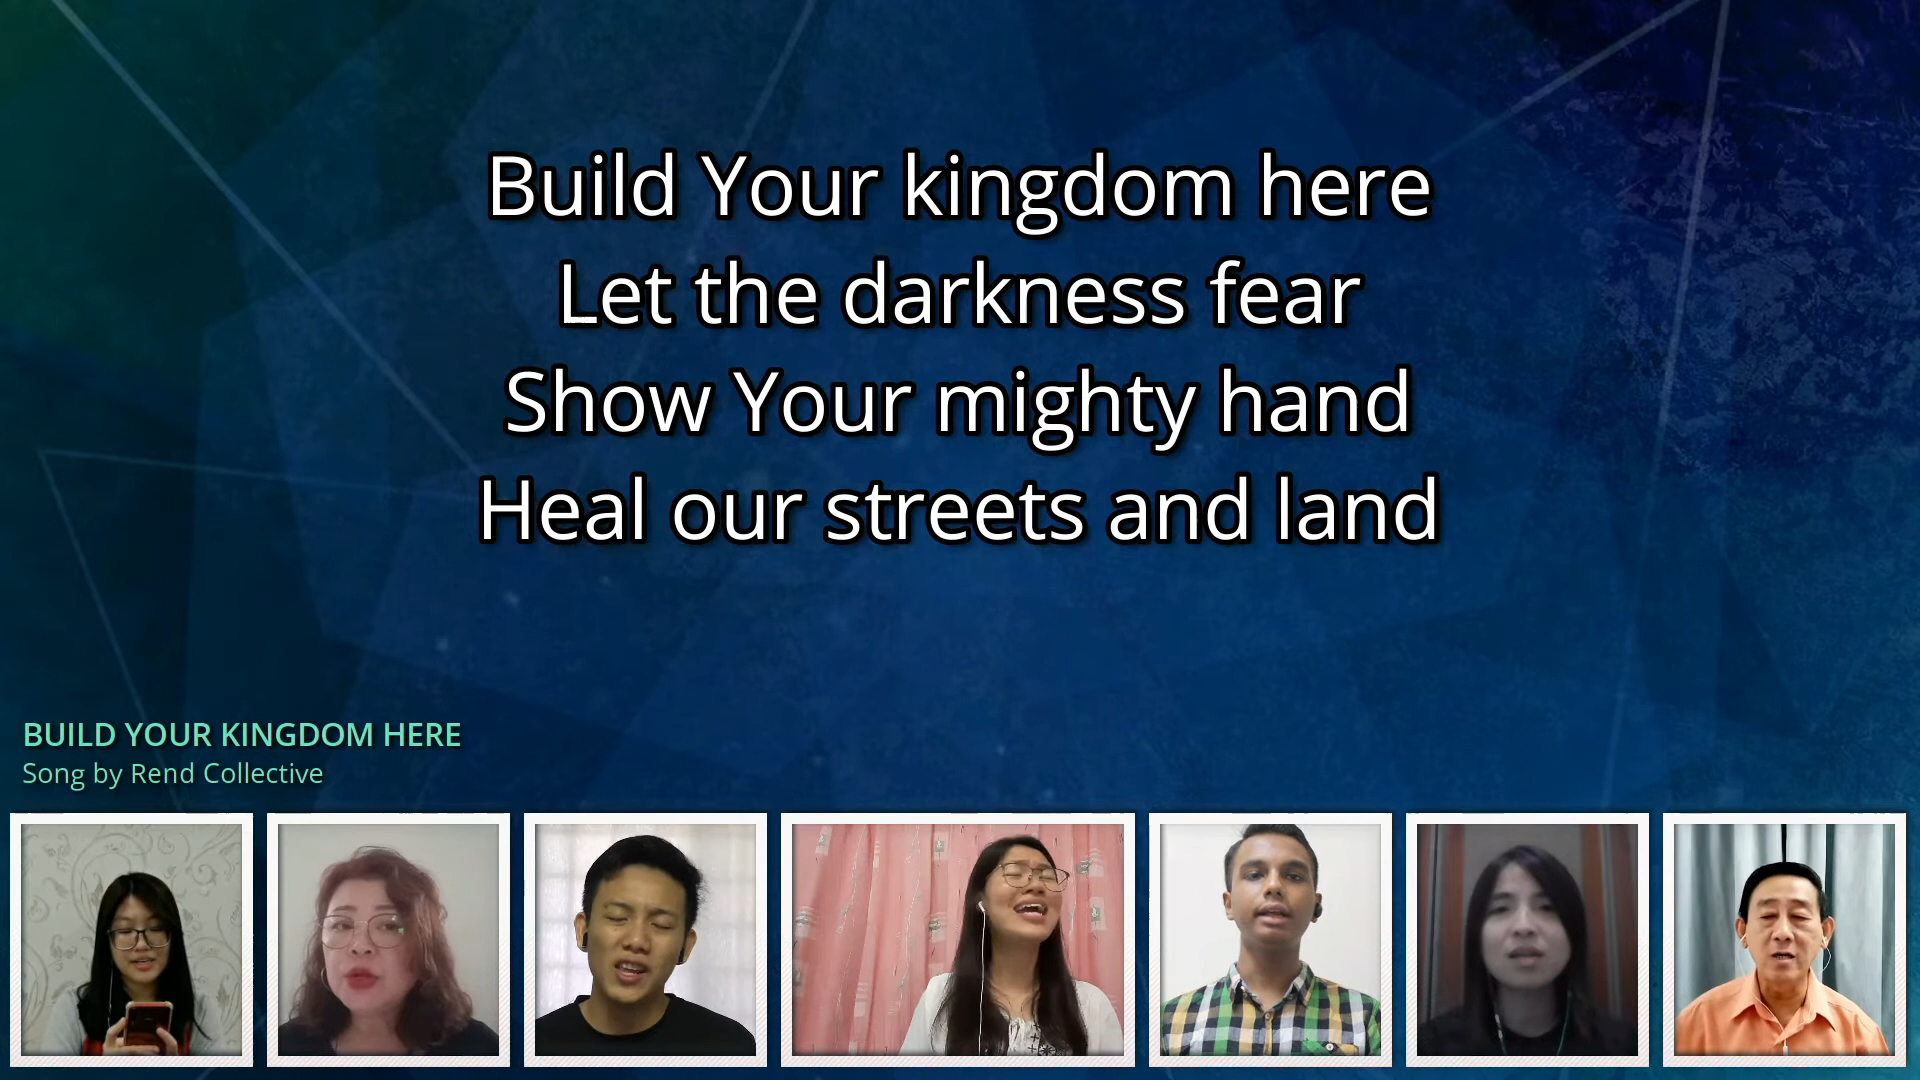 Build Your kingdom here
Let the darkness fear
Show Your mighty hand
Heal our streets and land
BUILD YOUR KINGDOM HERE
Song by Rend Collective